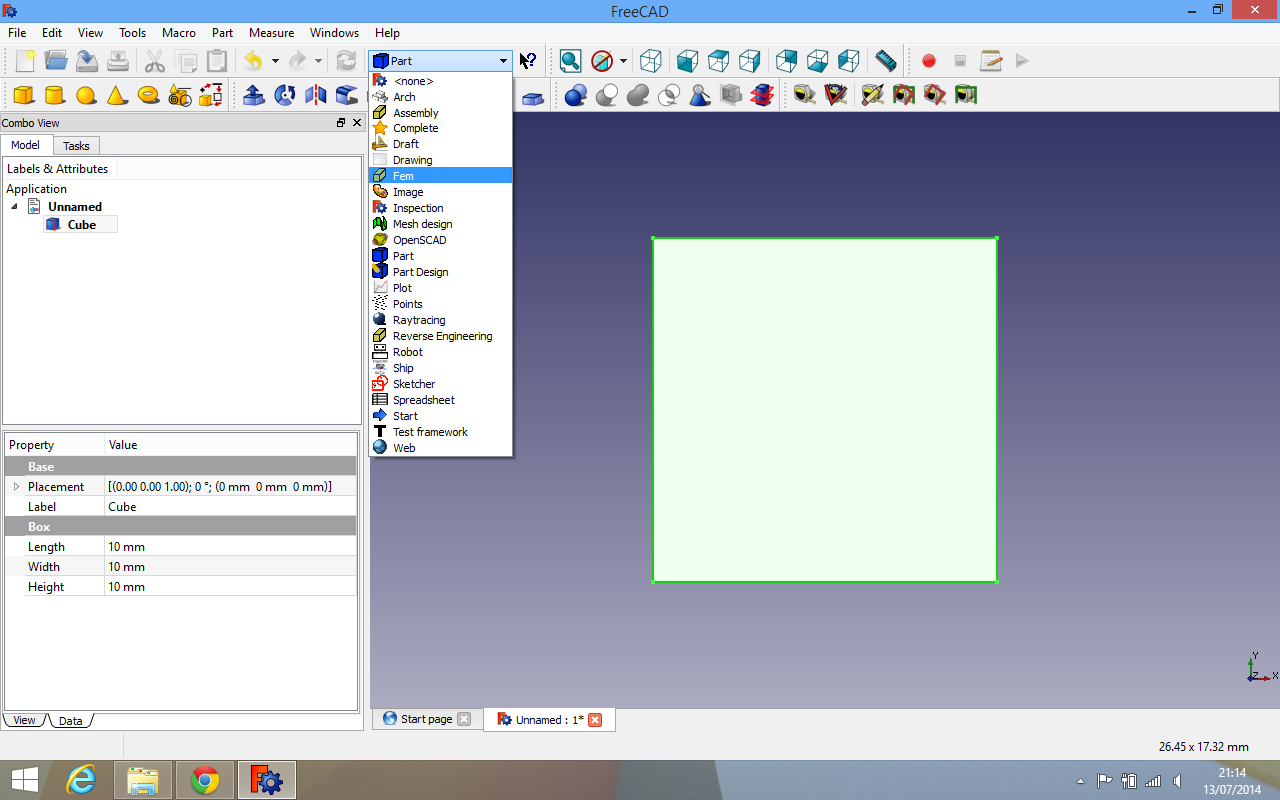 FreeCAD
File Edit View Tools Macro Part Measure Windows Help
Part
<none>
Arch
Assembly
Complete
Draft
Drawing
Fem
Image
Inspection
Mesh design
OpenSCAD
Part
Part Design
Plot
Points
Raytracing
Reverse Engineering
Robot
Ship
Sketcher
Spreadsheet
Start
Test framework
Web
Combo View
Model Tasks
Labels & Attributes
Application
Unnamed
Cube
Property Value
Base
Placement [(0.00 0.00 1.00); 0 °; (0 mm 0 mm 0 mm)]
Label Cube
Box
Length 10 mm
Width 10 mm
Height 10 mm
View Data
Y
Z X
Start page Unnamed : 1*
26.45 x 17.32 mm
21:14
13/07/2014